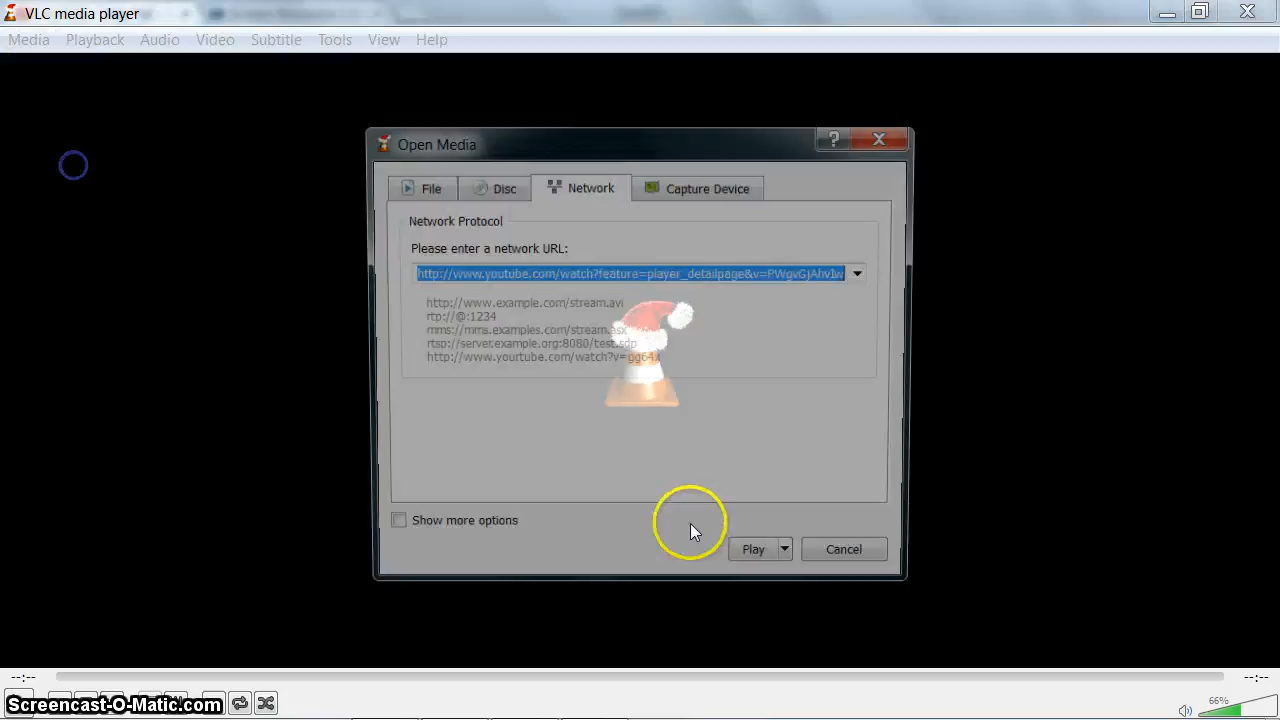 VLC media player
Media Playback Audio Video Subtitle Tools View Help
Open Media
File Disc Network Capture Device
Network Protocol
Please enter a network URL:
http://www.youtube.com/watch?feature=player_detailpage&v=PWgvGjAhv1w
http://www.example.com/stream.avi
rtp://@:1234
mms://mms.examples.com/stream.asx
rtsp://server.example.org:8080/test.sdp
http://www.yourtube.com/watch?v=gg64x
Show more options
Play Cancel
--:-- --:--
Screencast-O-Matic.com
66%